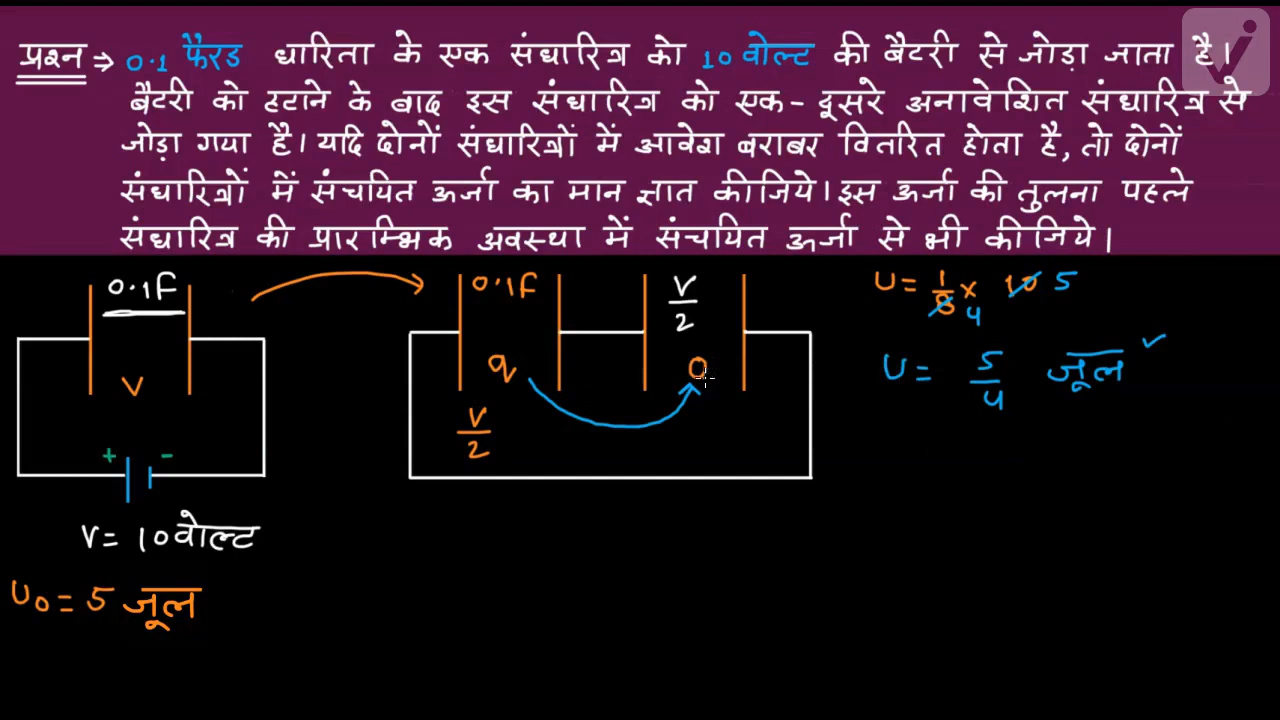 प्रश्न → 0.1 फैरड धारिता के एक संधारित्र को 10 वोल्ट की बैटरी से जोड़ा जाता है।
बैटरी को हटाने के बाद इस संधारित्र को एक - दूसरे अनावेशित संधारित्र से
जोड़ा गया है। यदि दोनों संधारित्रों में आवेश बराबर वितरित होता है, तो दोनों
संधारित्रों में संचयित ऊर्जा का मान ज्ञात कीजिये। इस ऊर्जा की तुलना पहले
संधारित्र की प्रारम्भिक अवस्था में संचयित ऊर्जा से भी कीजिये।
0.1F
V
+ -
V = 10 वोल्ट
U0 = 5 जूल
0.1F
q
V/2
V/2
0
U = 1/8 4 x 10 5
U = 5/4 जूल ✓